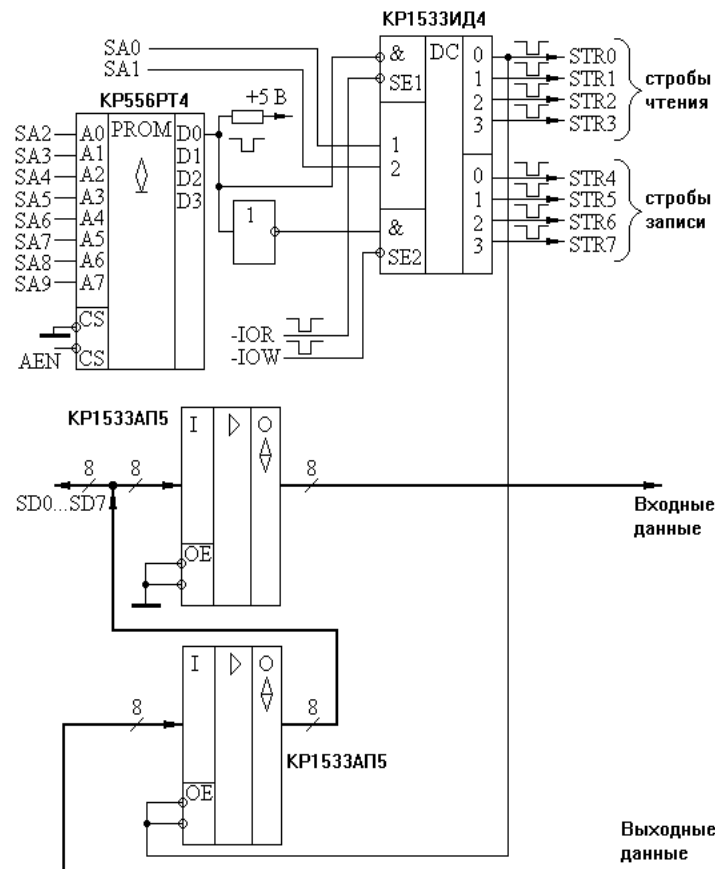 КР1533ИД4
SA0
SA1
КР556РТ4
+5 В
SA2 A0 PROM D0
SA3 A1 D1
SA4 A2 D2
SA5 A3 D3
SA6 A4
SA7 A5
SA8 A6
SA9 A7
CS
AEN CS
1
& DC 0 STR0
SE1 1 STR1
2 STR2
3 STR3
1
2
0 STR4
1 STR5
& 2 STR6
SE2 3 STR7
стробы
чтения
стробы
записи
-IOR
-IOW
КР1533АП5
I O
8 8 8
SD0...SD7
OE
Входные
данные
I O
8 8
КР1533АП5
OE
Выходные
данные